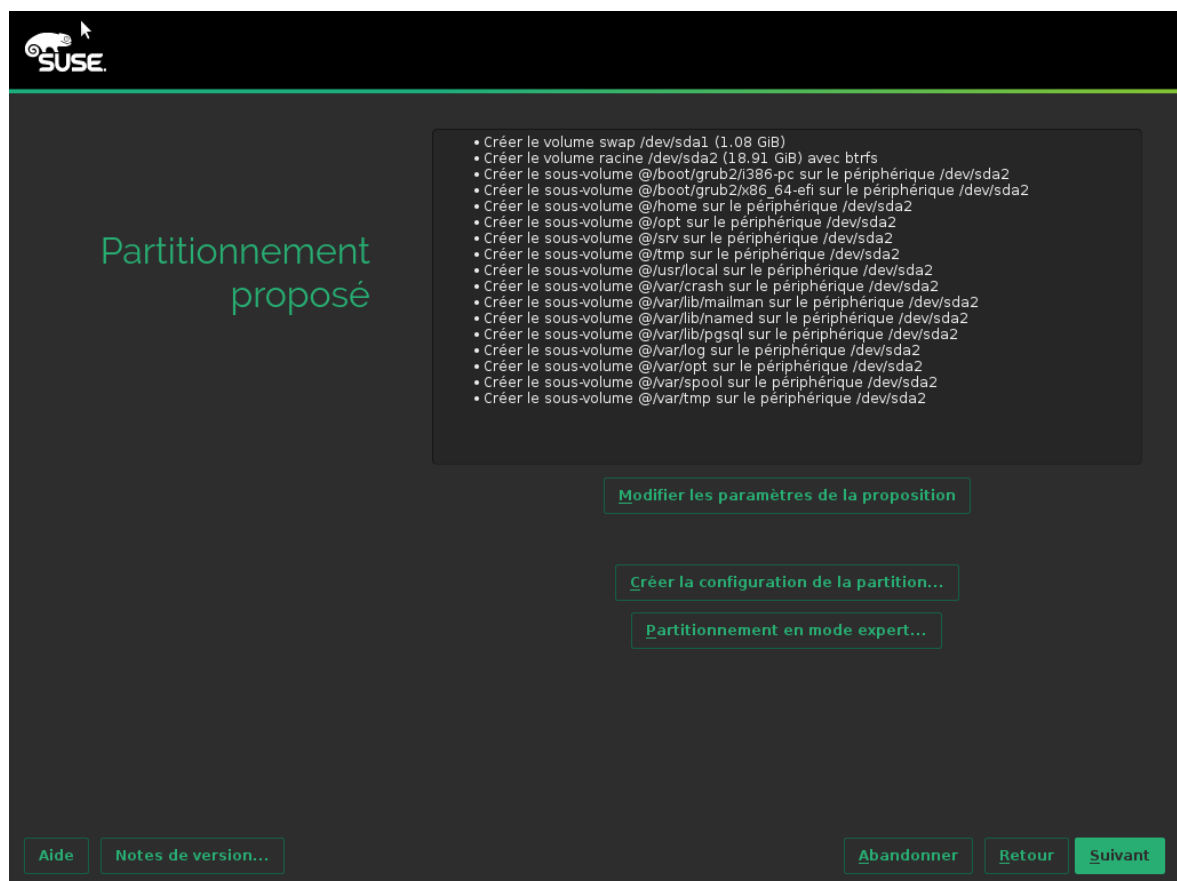 SUSE.
Partitionnement
proposé
• Créer le volume swap /dev/sda1 (1.08 GiB)
• Créer le volume racine /dev/sda2 (18.91 GiB) avec btrfs
• Créer le sous-volume @/boot/grub2/i386-pc sur le périphérique /dev/sda2
• Créer le sous-volume @/boot/grub2/x86_64-efi sur le périphérique /dev/sda2
• Créer le sous-volume @/home sur le périphérique /dev/sda2
• Créer le sous-volume @/opt sur le périphérique /dev/sda2
• Créer le sous-volume @/srv sur le périphérique /dev/sda2
• Créer le sous-volume @/tmp sur le périphérique /dev/sda2
• Créer le sous-volume @/usr/local sur le périphérique /dev/sda2
• Créer le sous-volume @/var/crash sur le périphérique /dev/sda2
• Créer le sous-volume @/var/lib/mailman sur le périphérique /dev/sda2
• Créer le sous-volume @/var/lib/named sur le périphérique /dev/sda2
• Créer le sous-volume @/var/lib/pgsql sur le périphérique /dev/sda2
• Créer le sous-volume @/var/log sur le périphérique /dev/sda2
• Créer le sous-volume @/var/opt sur le périphérique /dev/sda2
• Créer le sous-volume @/var/spool sur le périphérique /dev/sda2
• Créer le sous-volume @/var/tmp sur le périphérique /dev/sda2
Modifier les paramètres de la proposition
Créer la configuration de la partition...
Partitionnement en mode expert...
Aide
Notes de version...
Abandonner
Retour
Suivant